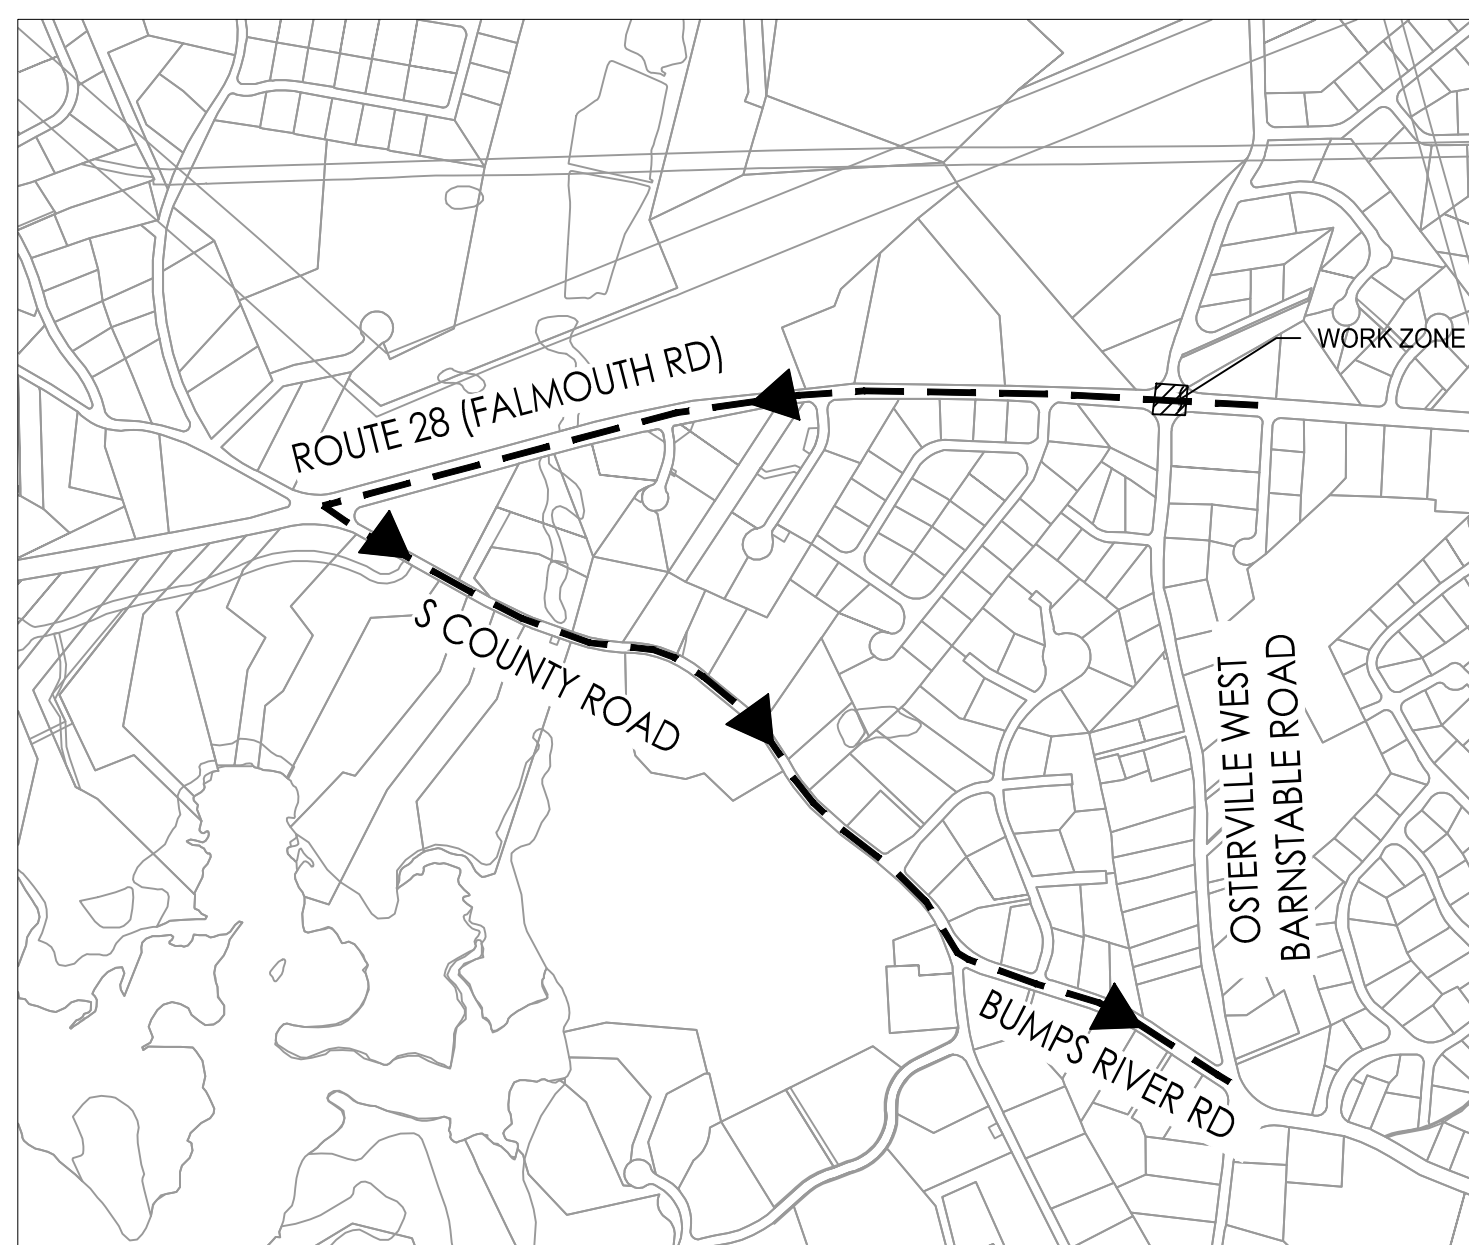 WORK ZONE
ROUTE 28 (FALMOUTH RD)
S COUNTY ROAD
OSTERVILLE WEST
BARNSTABLE ROAD
BUMPS RIVER RD